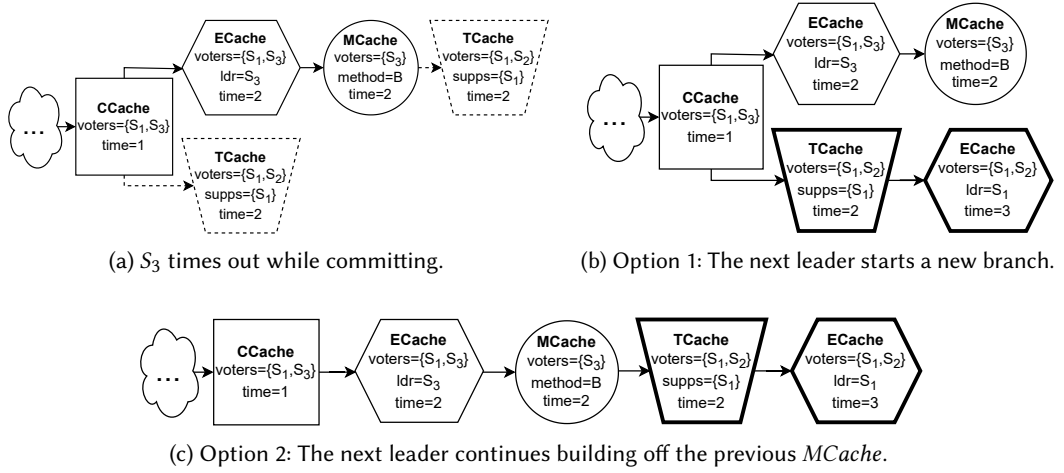 ...
CCache
voters={S₁,S₃}
time=1
ECache
voters={S₁,S₃}
ldr=S₃
time=2
MCache
voters={S₃}
method=B
time=2
TCache
voters={S₁,S₂}
supps={S₁}
time=2
TCache
voters={S₁,S₂}
supps={S₁}
time=2
(a) S₃ times out while committing.
...
CCache
voters={S₁,S₃}
time=1
ECache
voters={S₁,S₃}
ldr=S₃
time=2
MCache
voters={S₃}
method=B
time=2
TCache
voters={S₁,S₂}
supps={S₁}
time=2
ECache
voters={S₁,S₂}
ldr=S₁
time=3
(b) Option 1: The next leader starts a new branch.
...
CCache
voters={S₁,S₃}
time=1
ECache
voters={S₁,S₃}
ldr=S₃
time=2
MCache
voters={S₃}
method=B
time=2
TCache
voters={S₁,S₂}
supps={S₁}
time=2
ECache
voters={S₁,S₂}
ldr=S₁
time=3
(c) Option 2: The next leader continues building off the previous MCache.